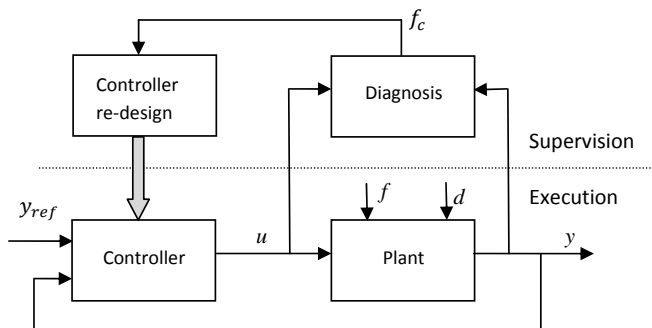 f_c
Controller
re-design
Diagnosis
Supervision
Execution
y_ref
f
d
Controller
u
Plant
y